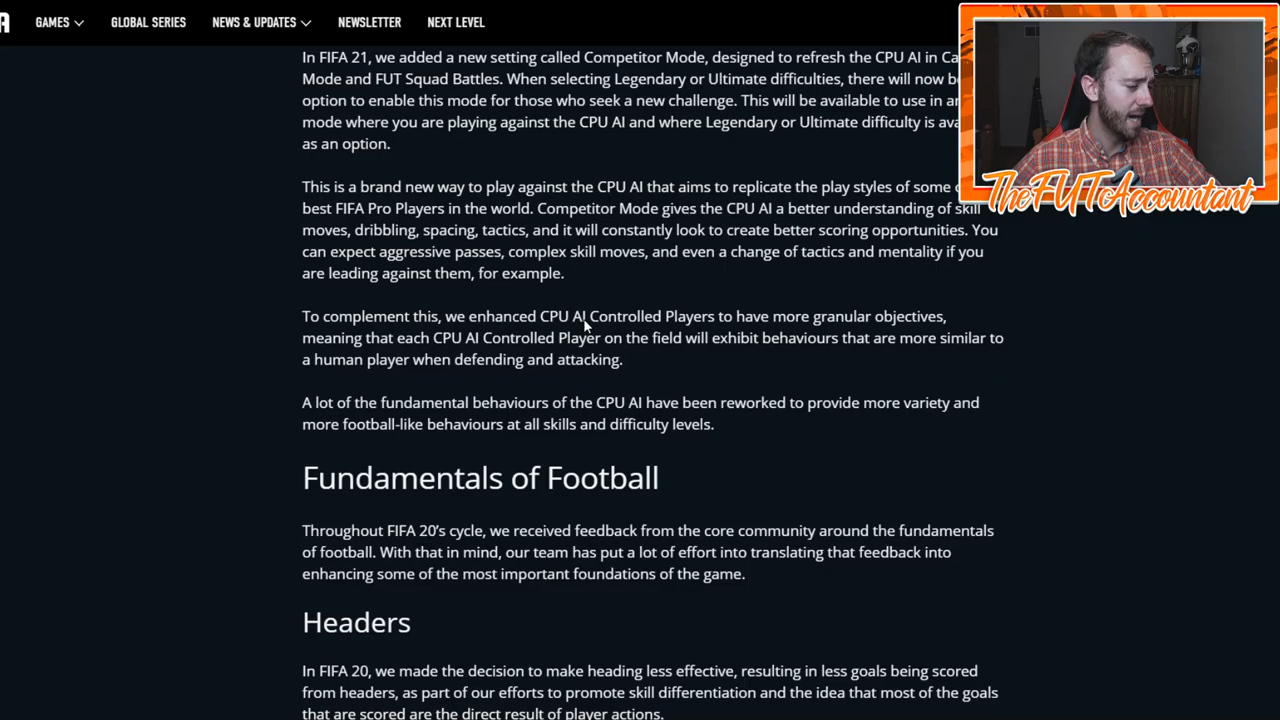 GAMES GLOBAL SERIES NEWS & UPDATES NEWSLETTER NEXT LEVEL
In FIFA 21, we added a new setting called Competitor Mode, designed to refresh the CPU AI in
Mode and FUT Squad Battles. When selecting Legendary or Ultimate difficulties, there will now
option to enable this mode for those who seek a new challenge. This will be available to use in
mode where you are playing against the CPU AI and where Legendary or Ultimate difficulty is
as an option.
This is a brand new way to play against the CPU AI that aims to replicate the play styles of some
best FIFA Pro Players in the world. Competitor Mode gives the CPU AI a better understanding of skill
moves, dribbling, spacing, tactics, and it will constantly look to create better scoring opportunities. You
can expect aggressive passes, complex skill moves, and even a change of tactics and mentality if you
are leading against them, for example.
To complement this, we enhanced CPU AI Controlled Players to have more granular objectives,
meaning that each CPU AI Controlled Player on the field will exhibit behaviours that are more similar to
a human player when defending and attacking.
A lot of the fundamental behaviours of the CPU AI have been reworked to provide more variety and
more football-like behaviours at all skills and difficulty levels.
Fundamentals of Football
Throughout FIFA 20's cycle, we received feedback from the core community around the fundamentals
of football. With that in mind, our team has put a lot of effort into translating that feedback into
enhancing some of the most important foundations of the game.
Headers
In FIFA 20, we made the decision to make heading less effective, resulting in less goals being scored
from headers, as part of our efforts to promote skill differentiation and the idea that most of the goals
that are scored are the direct result of player actions.
TheFUTAccountant